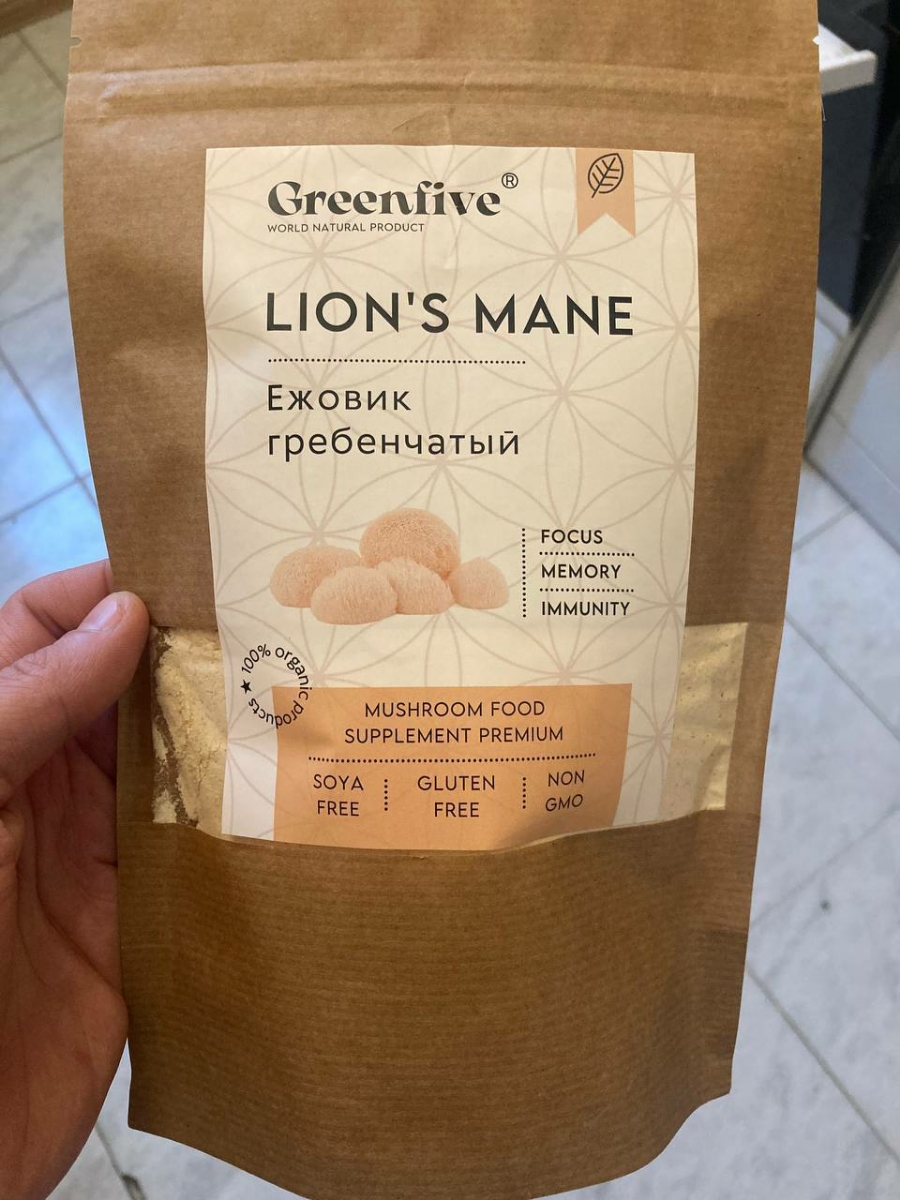 Greenfive®
WORLD NATURAL PRODUCT
LION'S MANE
Ежовик
гребенчатый
FOCUS
MEMORY
IMMUNITY
★ 100% organic products
MUSHROOM FOOD
SUPPLEMENT PREMIUM
SOYA FREE
GLUTEN FREE
NON GMO